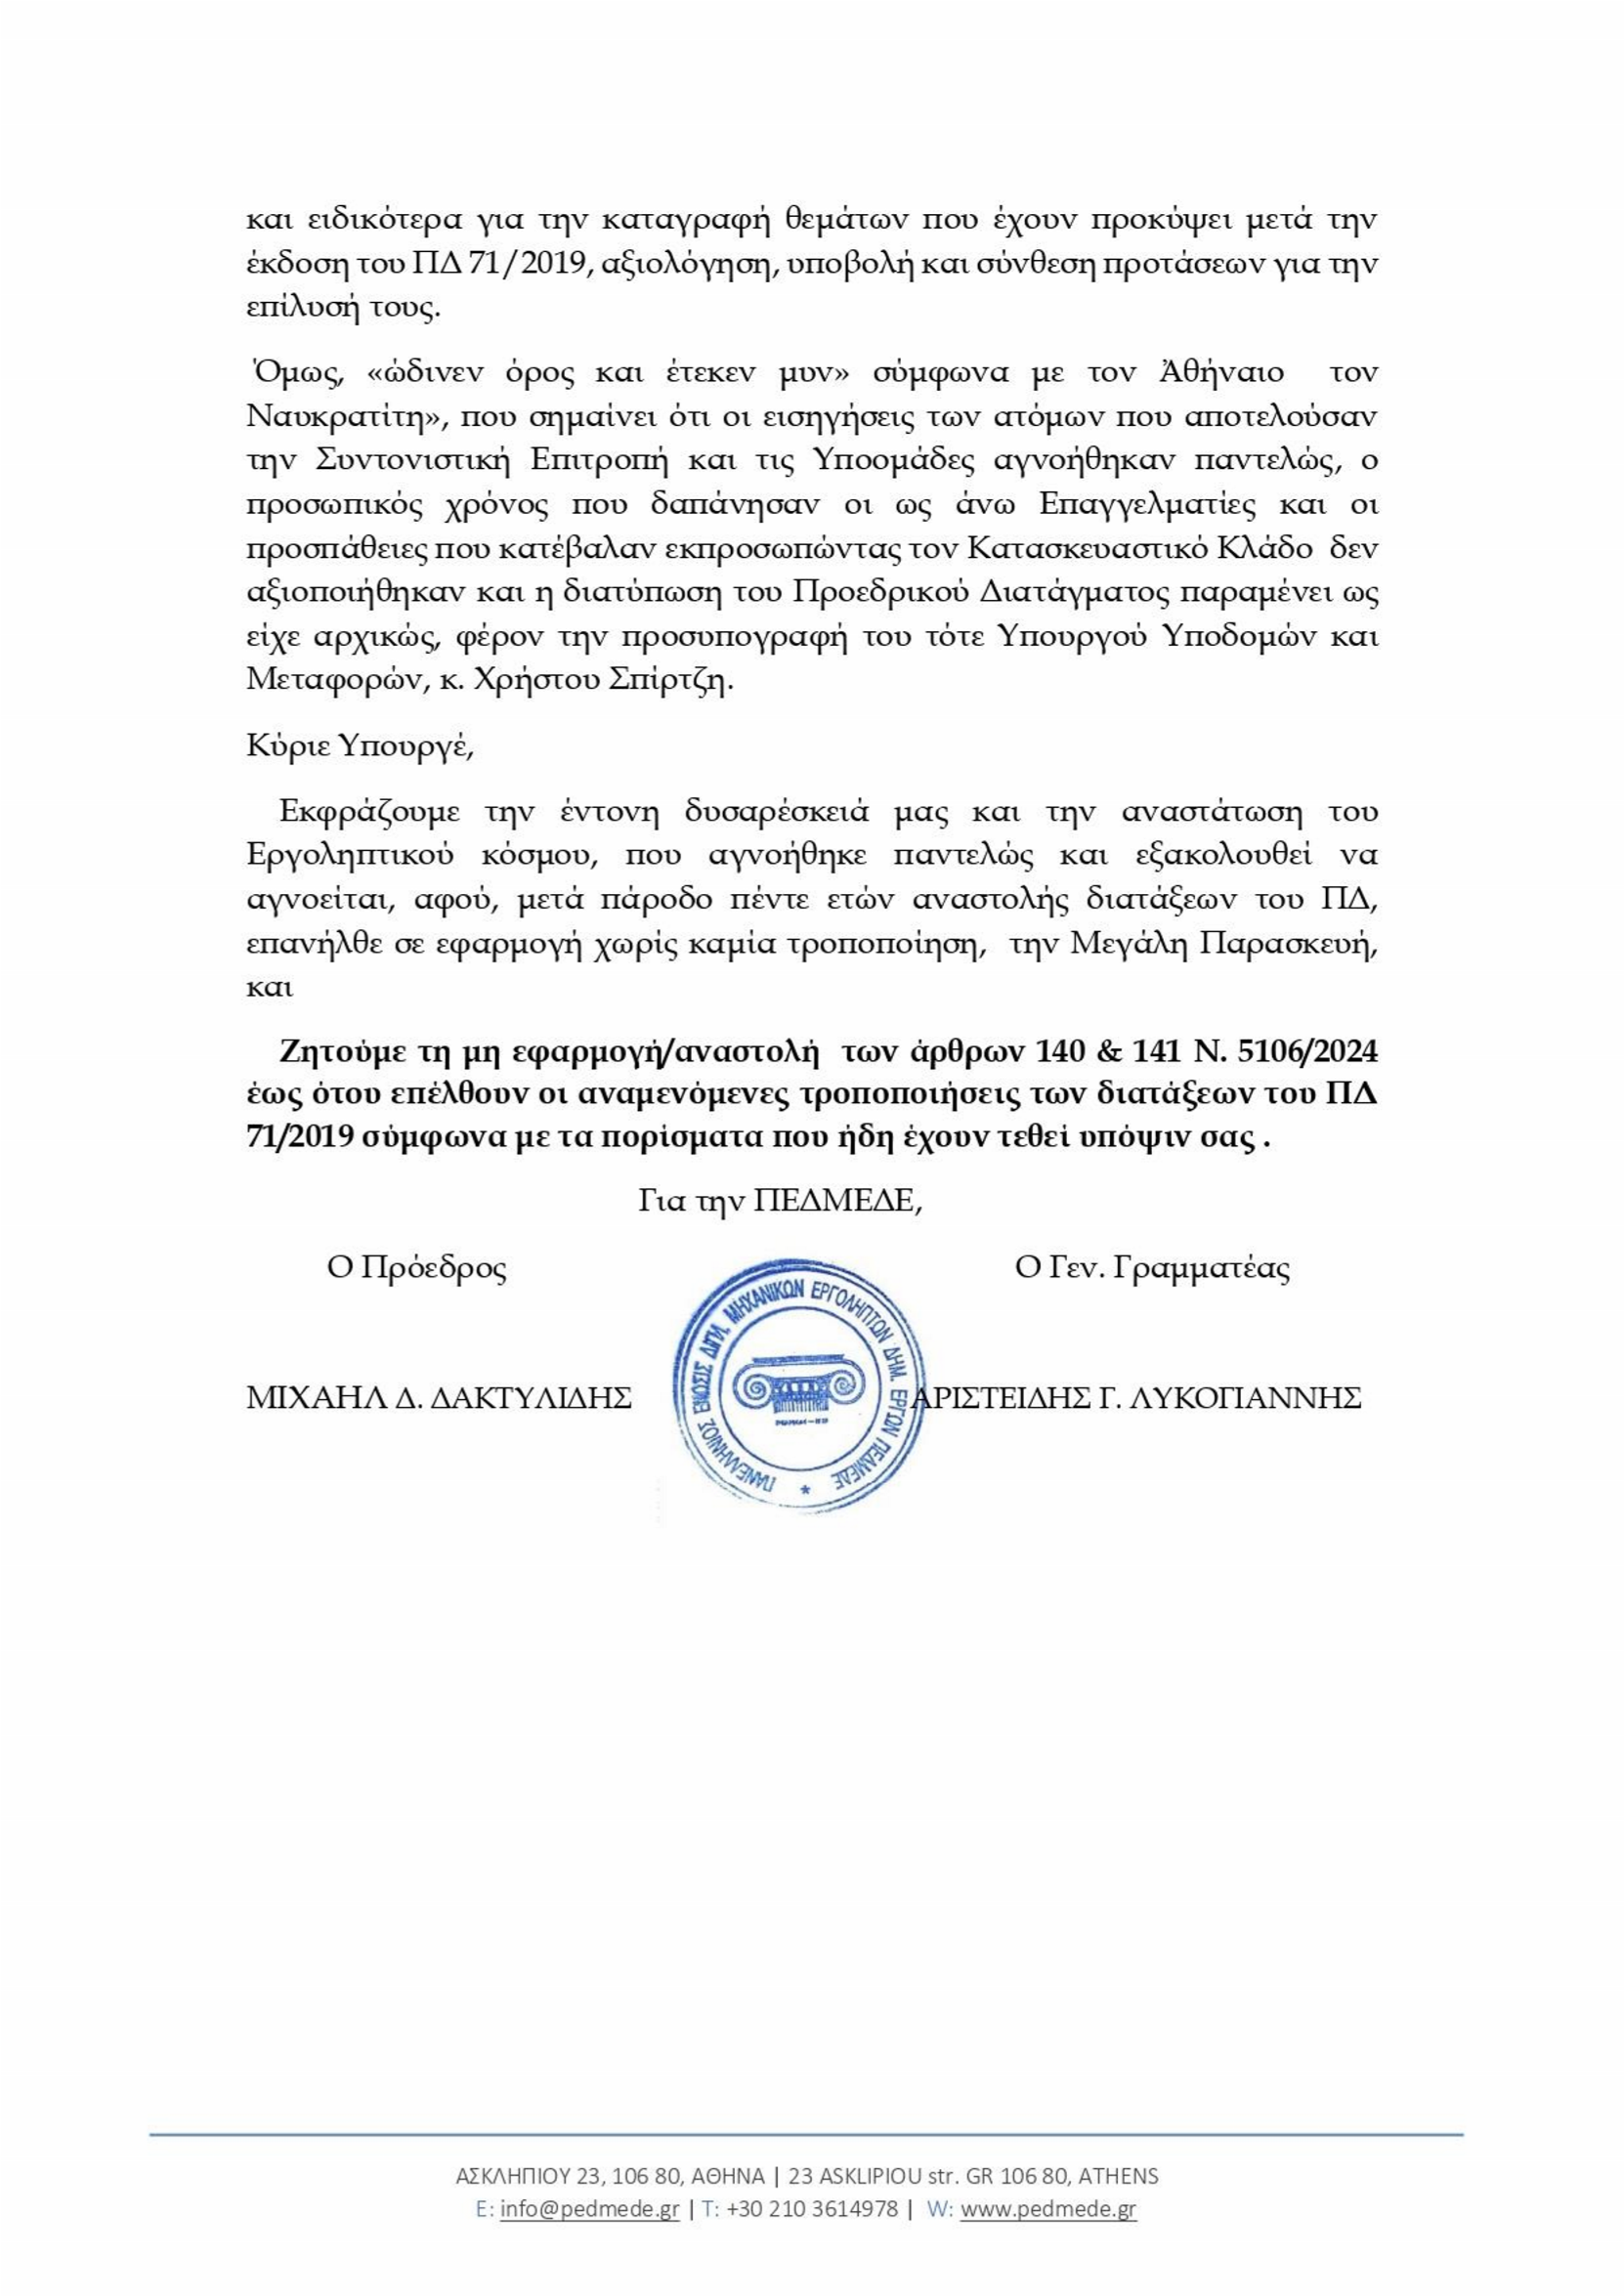 και ειδικότερα για την καταγραφή θεμάτων που έχουν προκύψει μετά την
έκδοση του ΠΔ 71/2019, αξιολόγηση, υποβολή και σύνθεση προτάσεων για την
επίλυσή τους.
Όμως, «ώδινεν όρος και έτεκεν μυν» σύμφωνα με τον Ἀθήναιο τον
Ναυκρατίτη», που σημαίνει ότι οι εισηγήσεις των ατόμων που αποτελούσαν
την Συντονιστική Επιτροπή και τις Υποομάδες αγνοήθηκαν παντελώς, ο
προσωπικός χρόνος που δαπάνησαν οι ως άνω Επαγγελματίες και οι
προσπάθειες που κατέβαλαν εκπροσωπώντας τον Κατασκευαστικό Κλάδο δεν
αξιοποιήθηκαν και η διατύπωση του Προεδρικού Διατάγματος παραμένει ως
είχε αρχικώς, φέρον την προσυπογραφή του τότε Υπουργού Υποδομών και
Μεταφορών, κ. Χρήστου Σπίρτζη.
Κύριε Υπουργέ,
Εκφράζουμε την έντονη δυσαρέσκειά μας και την αναστάτωση του
Εργοληπτικού κόσμου, που αγνοήθηκε παντελώς και εξακολουθεί να
αγνοείται, αφού, μετά πάροδο πέντε ετών αναστολής διατάξεων του ΠΔ,
επανήλθε σε εφαρμογή χωρίς καμία τροποποίηση, την Μεγάλη Παρασκευή,
και
Ζητούμε τη μη εφαρμογή/αναστολή των άρθρων 140 & 141 Ν. 5106/2024
έως ότου επέλθουν οι αναμενόμενες τροποποιήσεις των διατάξεων του ΠΔ
71/2019 σύμφωνα με τα πορίσματα που ήδη έχουν τεθεί υπόψιν σας .
Για την ΠΕΔΜΕΔΕ,
Ο Πρόεδρος Ο Γεν. Γραμματέας
ΠΑΝΕΛΛΗΝΙΟΣ ΕΝΩΣΙΣ ΔΙΠΛ. ΜΗΧΑΝΙΚΩΝ ΕΡΓΟΛΗΠΤΩΝ ΔΗΜ. ΕΡΓΩΝ ΠΕΔΜΕΔΕ *
ΜΙΧΑΗΛ Δ. ΔΑΚΤΥΛΙΔΗΣ ΑΡΙΣΤΕΙΔΗΣ Γ. ΛΥΚΟΓΙΑΝΝΗΣ
ΑΣΚΛΗΠΙΟΥ 23, 106 80, ΑΘΗΝΑ | 23 ASKLIPIOU str. GR 106 80, ATHENS
E: info@pedmede.gr | T: +30 210 3614978 | W: www.pedmede.gr